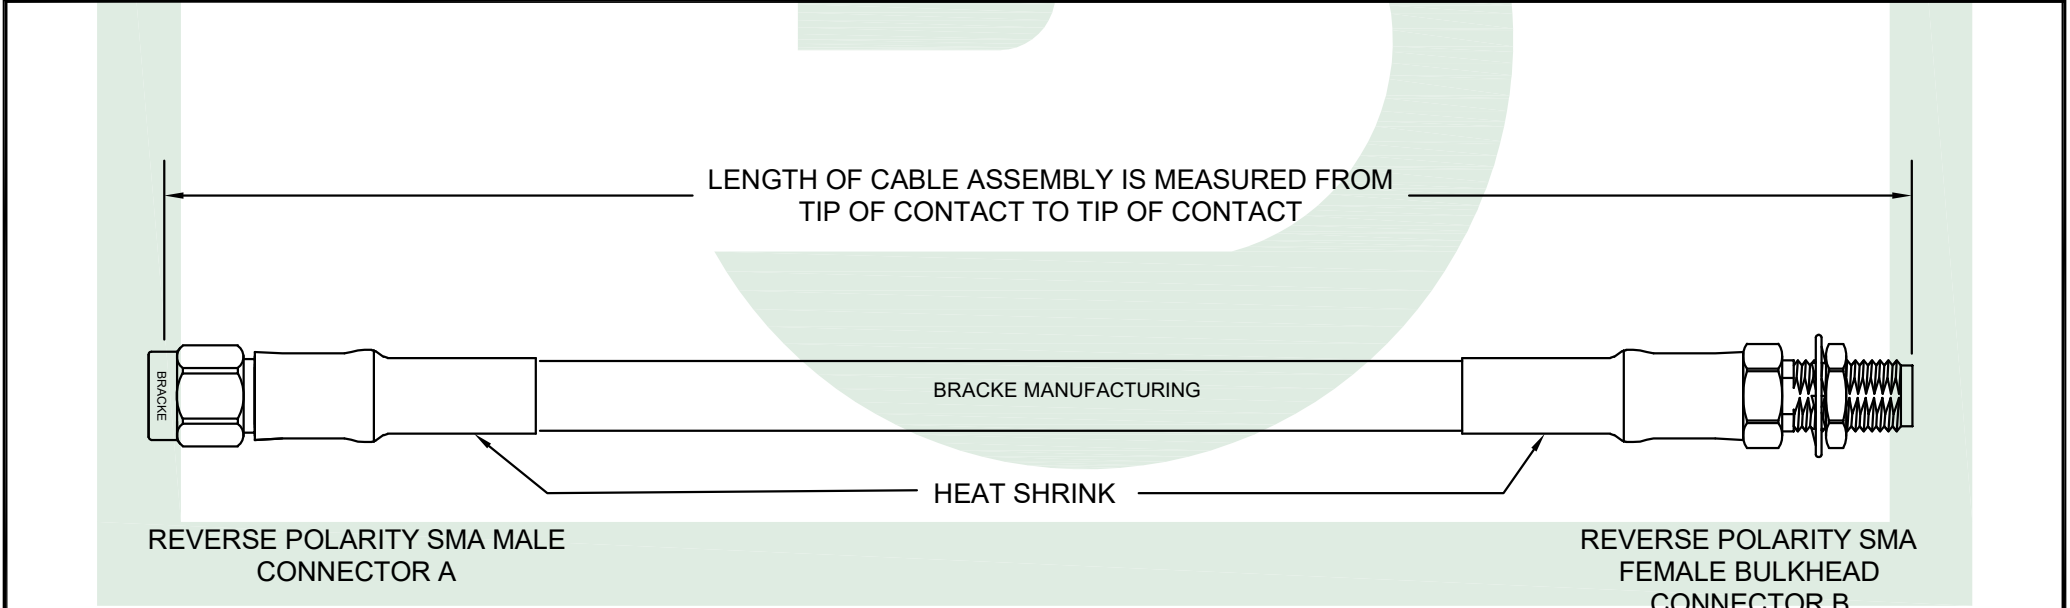 LENGTH OF CABLE ASSEMBLY IS MEASURED FROM
TIP OF CONTACT TO TIP OF CONTACT
BRACKE
BRACKE MANUFACTURING
HEAT SHRINK
REVERSE POLARITY SMA MALE
CONNECTOR A
REVERSE POLARITY SMA
FEMALE BULKHEAD
CONNECTOR B